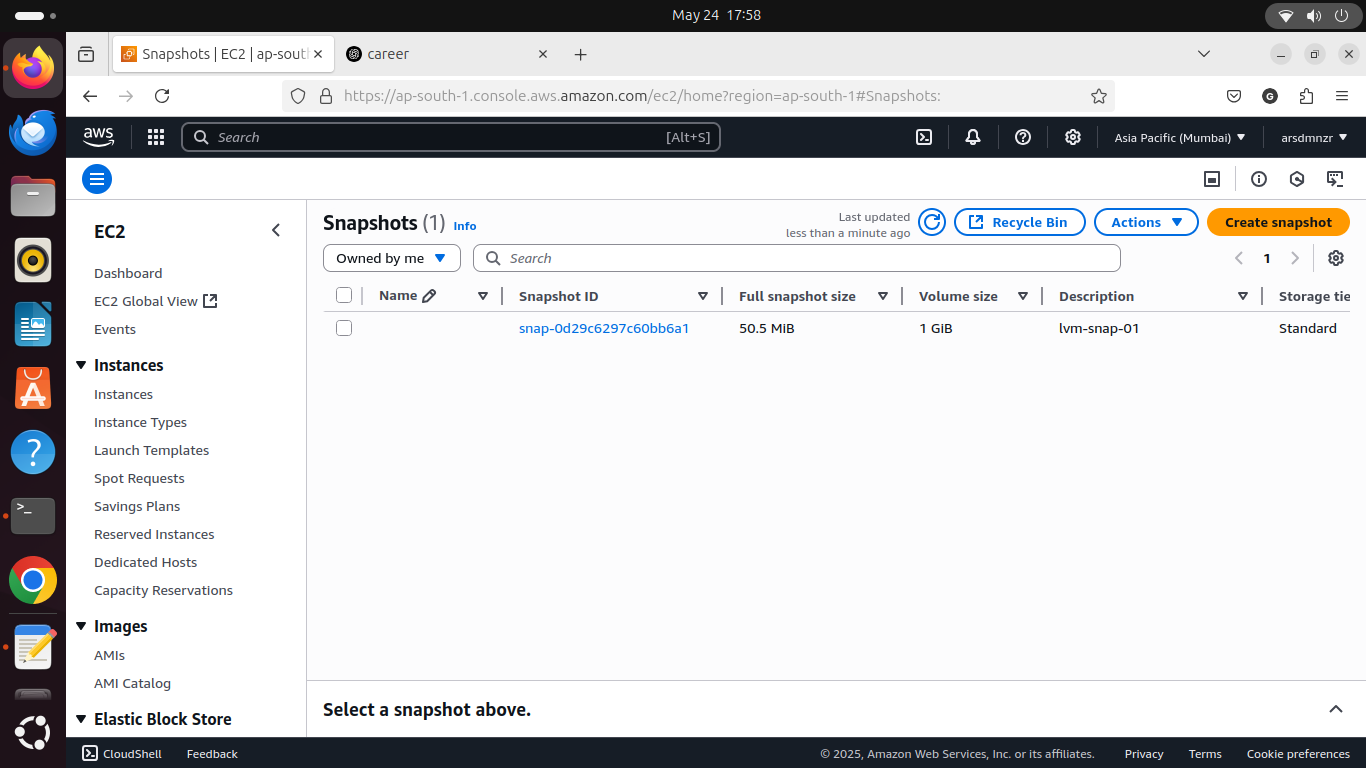 May 24 17:58
Snapshots | EC2 | ap-south
career
https://ap-south-1.console.aws.amazon.com/ec2/home?region=ap-south-1#Snapshots:
aws
Search
[Alt+S]
Asia Pacific (Mumbai)
arsdmnzr
EC2
Dashboard
EC2 Global View
Events
Instances
Instances
Instance Types
Launch Templates
Spot Requests
Savings Plans
Reserved Instances
Dedicated Hosts
Capacity Reservations
Images
AMIs
AMI Catalog
Elastic Block Store
Snapshots (1) Info
Last updated
less than a minute ago
Recycle Bin
Actions
Create snapshot
Owned by me
Search
1
Name Snapshot ID Full snapshot size Volume size Description Storage tie
snap-0d29c6297c60bb6a1 50.5 MiB 1 GiB lvm-snap-01 Standard
Select a snapshot above.
CloudShell Feedback © 2025, Amazon Web Services, Inc. or its affiliates. Privacy Terms Cookie preferences